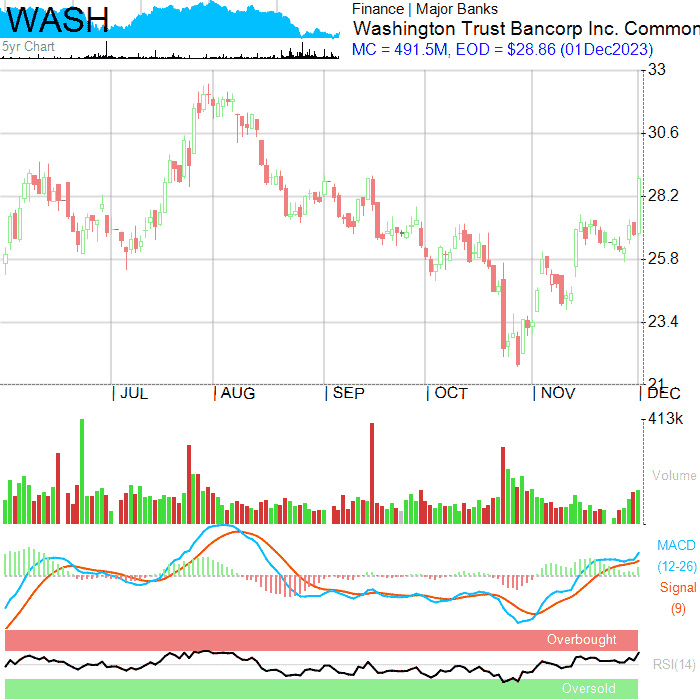 WASH
5yr Chart
Finance | Major Banks
Washington Trust Bancorp Inc. Common
MC = 491.5M, EOD = $28.86 (01Dec2023)
33
30.6
28.2
25.8
23.4
21
JUL
AUG
SEP
OCT
NOV
DEC
413k
Volume
MACD
(12-26)
Signal
(9)
Overbought
RSI(14)
Oversold